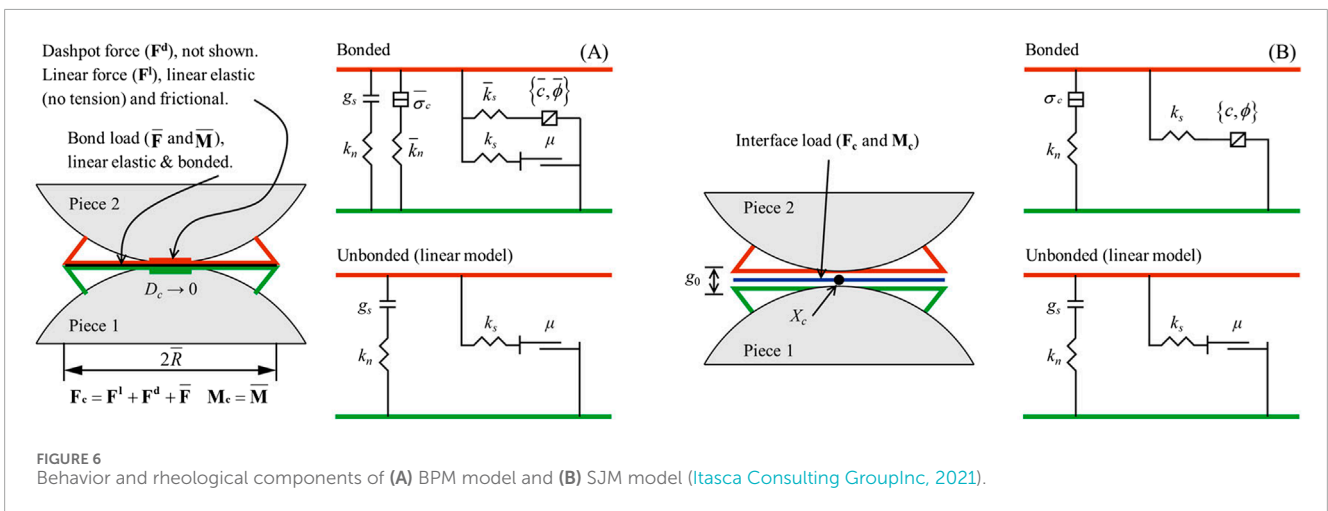 Dashpot force (F^d), not shown.
Linear force (F^l), linear elastic
(no tension) and frictional.
Bond load (F̅ and M̅),
linear elastic & bonded.
Piece 2
D_c → 0
Piece 1
2R̅
F_c = F^l + F^d + F̅ M_c = M̅
Bonded
(A)
g_s
σ̅_c
k̅_s
{c̅, ϕ̅}
k_n
k̅_n
k_s
μ
Unbonded (linear model)
g_s
k_s
μ
k_n
Interface load (F_c and M_c)
Piece 2
g_0
X_c
Piece 1
Bonded
(B)
σ_c
k_s
{c, ϕ}
k_n
Unbonded (linear model)
g_s
k_s
μ
k_n
FIGURE 6
Behavior and rheological components of (A) BPM model and (B) SJM model (Itasca Consulting GroupInc, 2021).